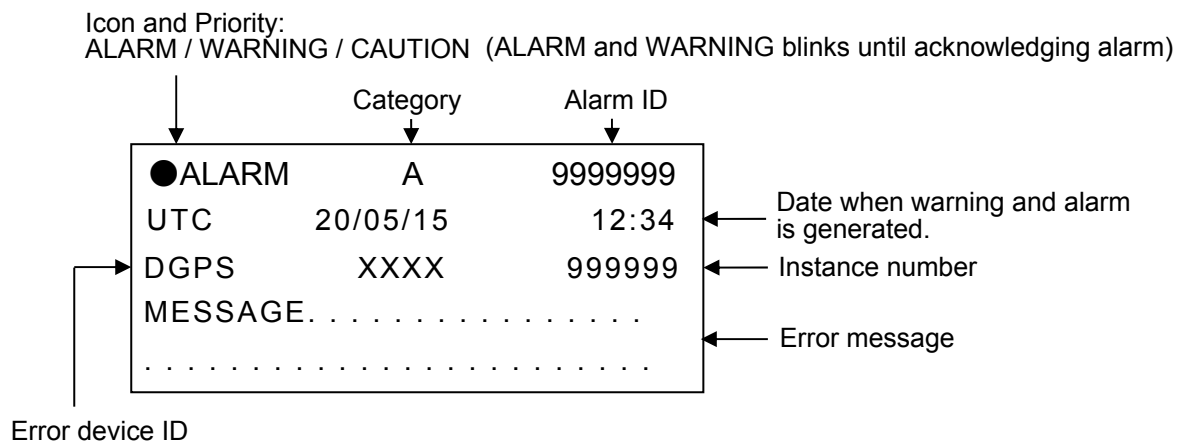 Icon and Priority:
ALARM / WARNING / CAUTION (ALARM and WARNING blinks until acknowledging alarm)
Category Alarm ID
●ALARM A 9999999
UTC 20/05/15 12:34
Date when warning and alarm
is generated.
DGPS XXXX 999999
Instance number
MESSAGE. . . . . . . . . . . . . . . . .
Error message
. . . . . . . . . . . . . . . . . . . . . . . .
Error device ID